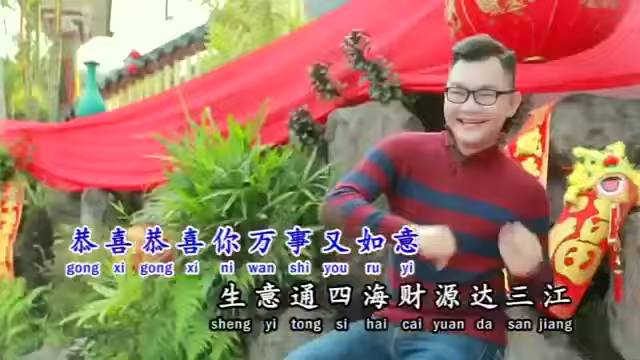 恭喜恭喜你万事又如意
gong xi gong xi ni wan shi you ru yi
生意通四海财源达三江
sheng yi tong si hai cai yuan da san jiang